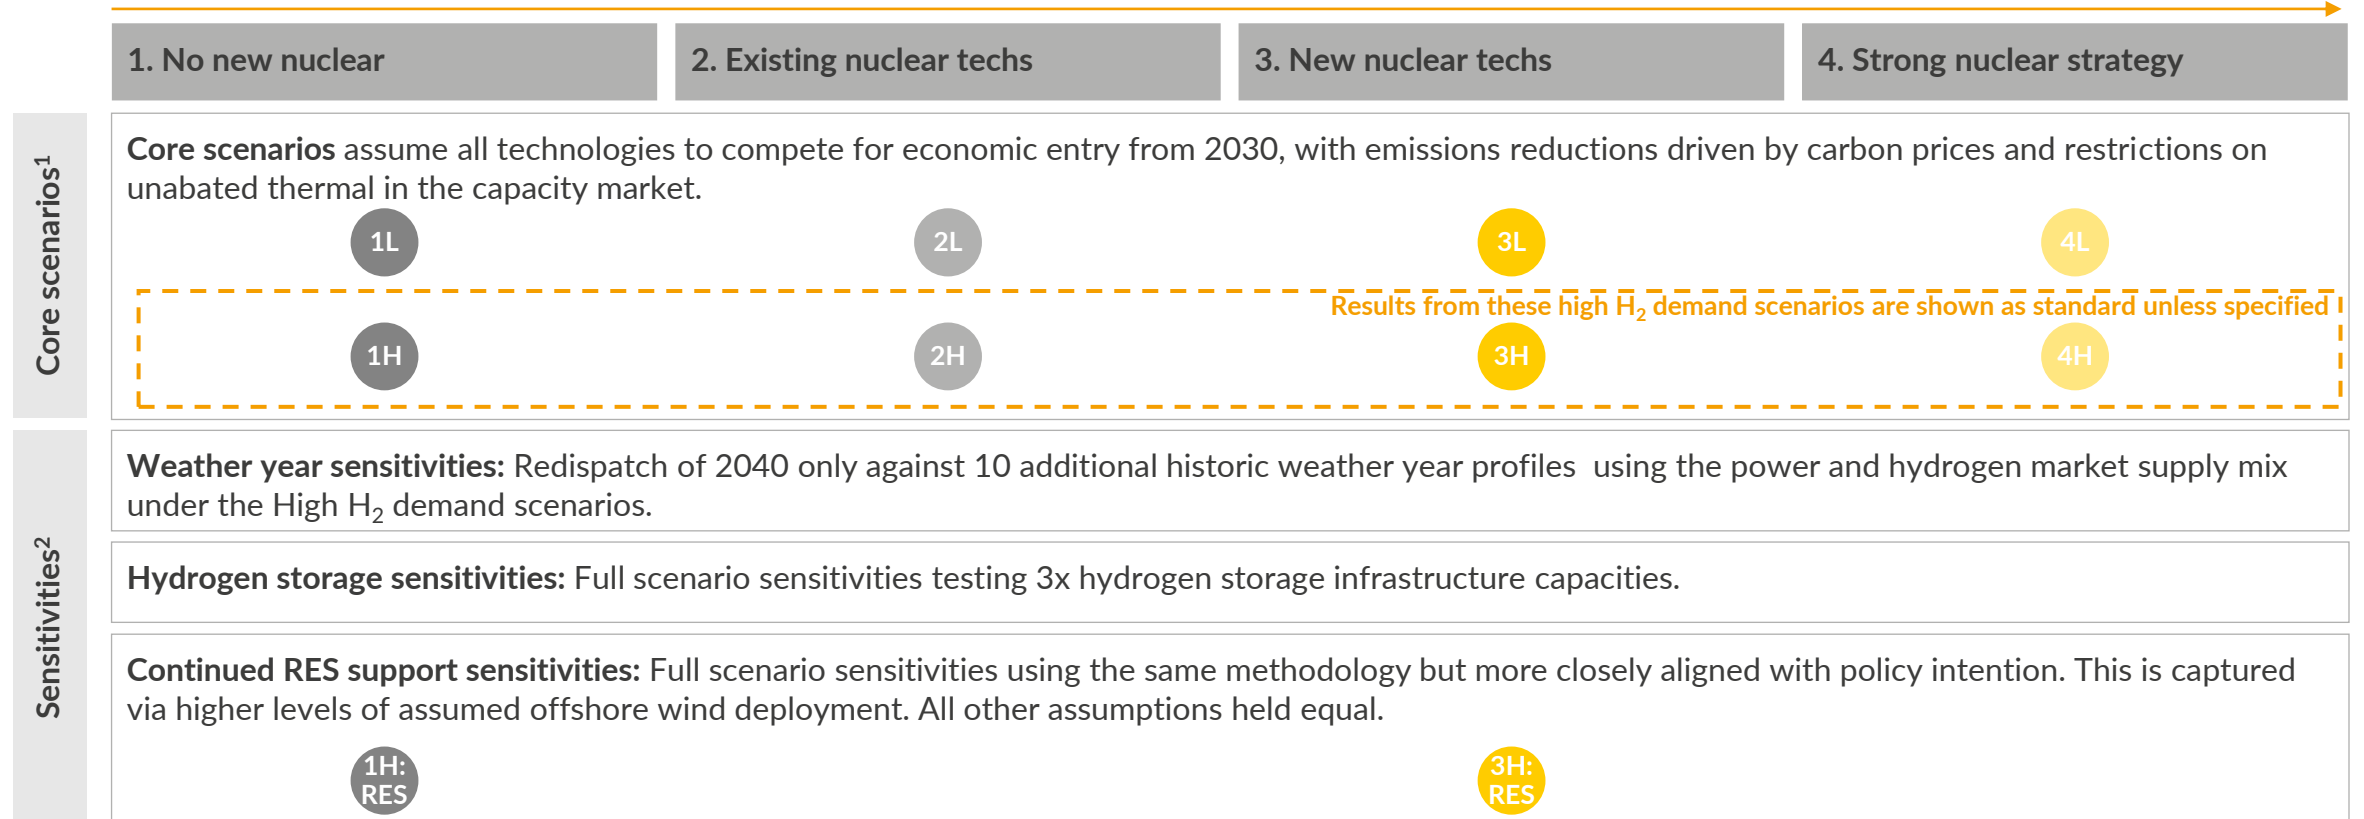 1. No new nuclear
2. Existing nuclear techs
3. New nuclear techs
4. Strong nuclear strategy
Core scenarios1
Core scenarios assume all technologies to compete for economic entry from 2030, with emissions reductions driven by carbon prices and restrictions on
unabated thermal in the capacity market.
1L
2L
3L
4L
Results from these high H2 demand scenarios are shown as standard unless specified
1H
2H
3H
4H
Sensitivities2
Weather year sensitivities: Redispatch of 2040 only against 10 additional historic weather year profiles  using the power and hydrogen market supply mix
under the High H2 demand scenarios.
Hydrogen storage sensitivities: Full scenario sensitivities testing 3x hydrogen storage infrastructure capacities.
Continued RES support sensitivities: Full scenario sensitivities using the same methodology but more closely aligned with policy intention. This is captured
via higher levels of assumed offshore wind deployment. All other assumptions held equal.
1H:
RES
3H:
RES